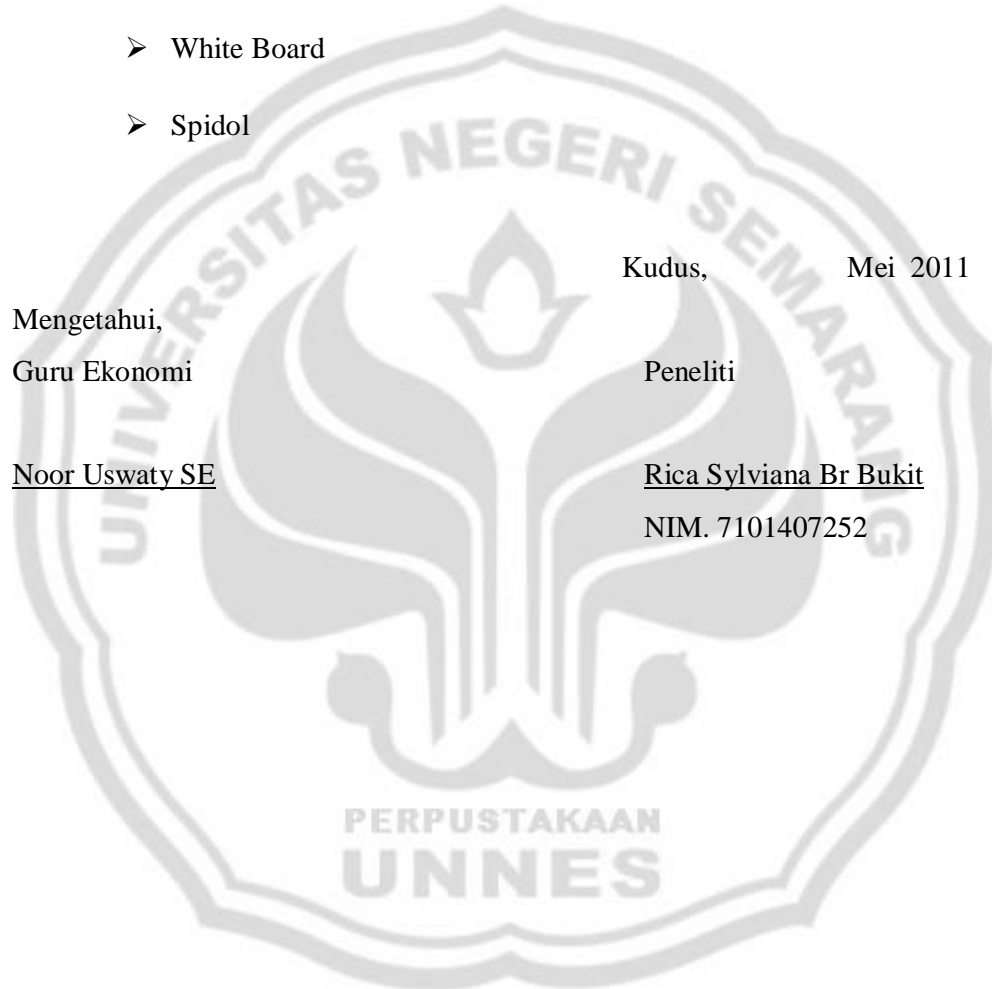 ➢ White Board
➢ Spidol
UNIVERSITAS NEGERI SEMARANG
Kudus, Mei 2011
Mengetahui,
Guru Ekonomi Peneliti
Noor Uswaty SE Rica Sylviana Br Bukit
NIM. 7101407252
PERPUSTAKAAN
UNNES